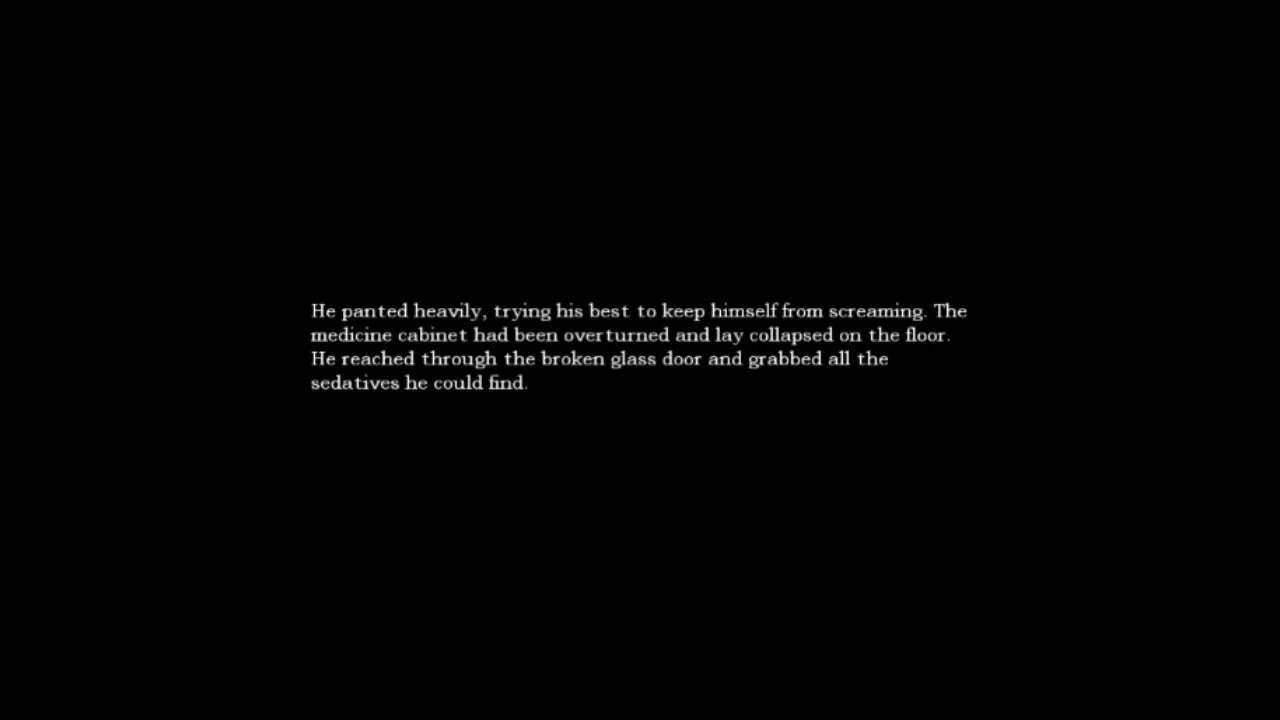 He panted heavily, trying his best to keep himself from screaming. The
medicine cabinet had been overturned and lay collapsed on the floor.
He reached through the broken glass door and grabbed all the
sedatives he could find.